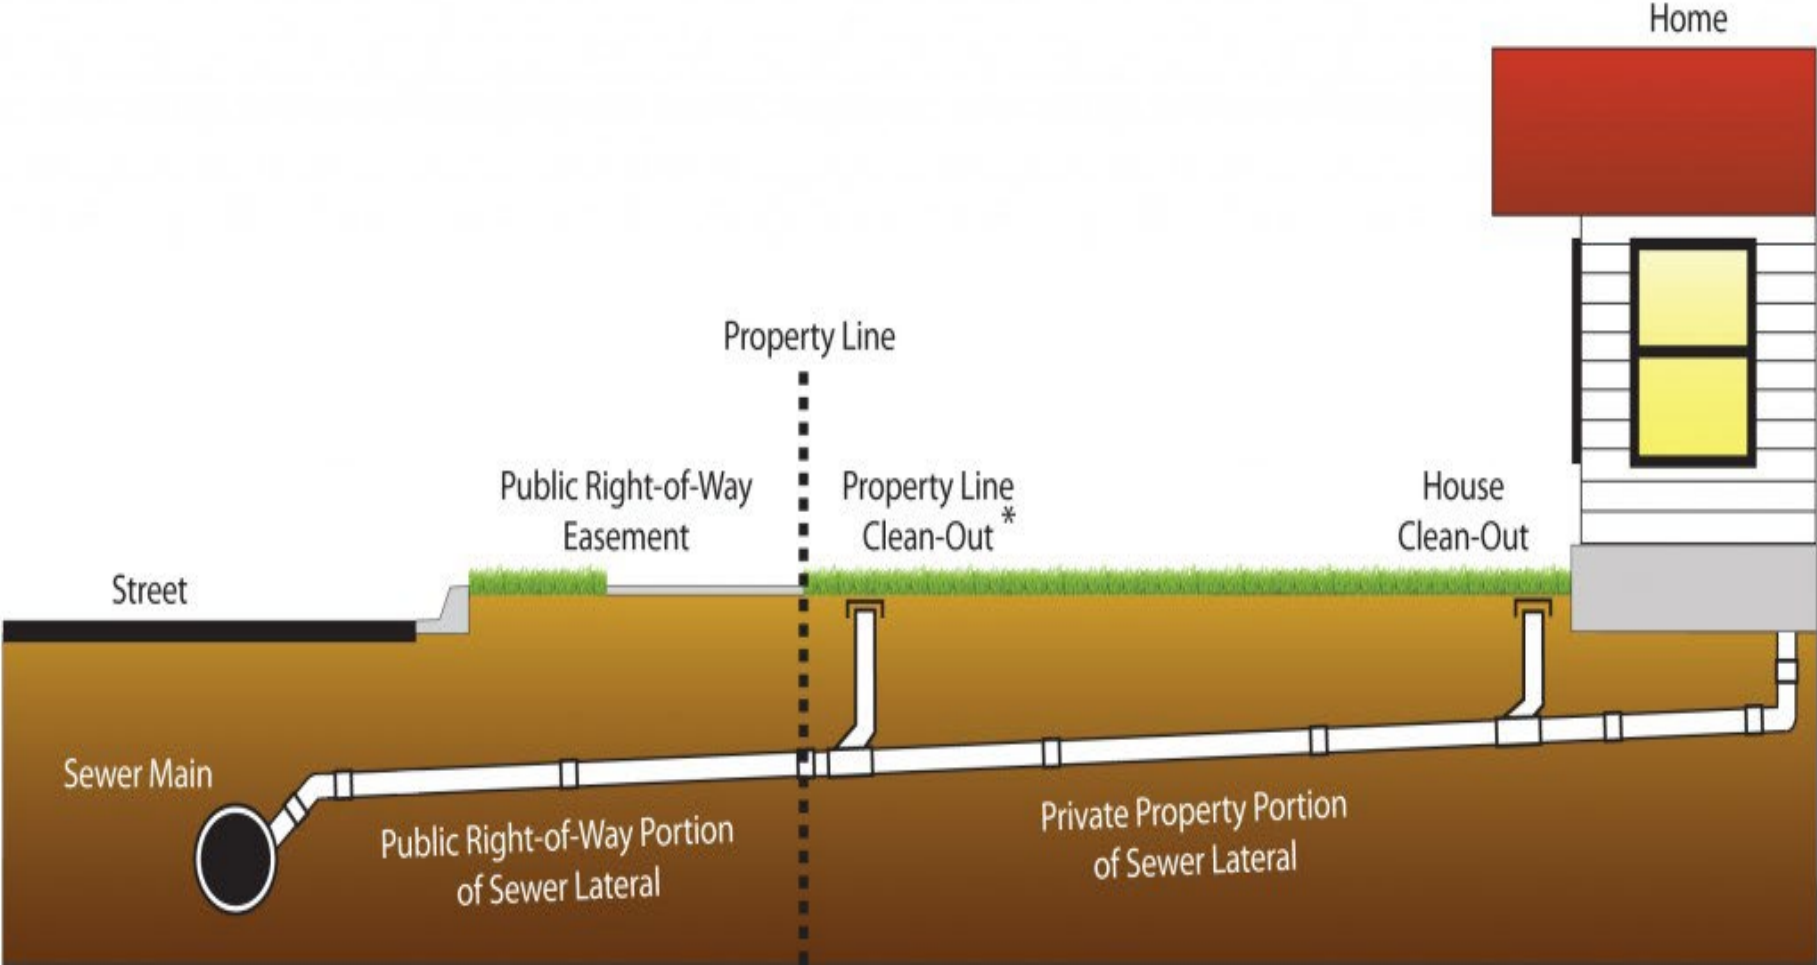 Home
Property Line
Public Right-of-Way
Easement
Property Line
Clean-Out *
House
Clean-Out
Street
Sewer Main
Public Right-of-Way Portion
of Sewer Lateral
Private Property Portion
of Sewer Lateral